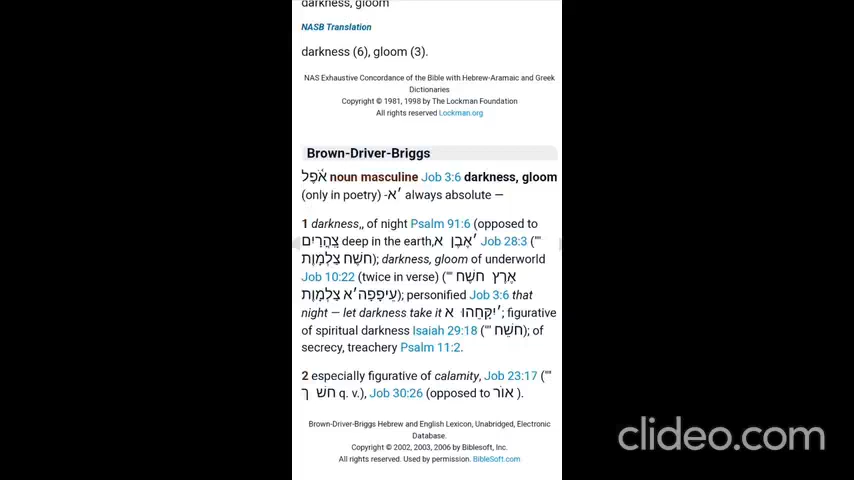 darkness, gloom
NASB Translation
darkness (6), gloom (3).
NAS Exhaustive Concordance of the Bible with Hebrew-Aramaic and Greek
Dictionaries
Copyright © 1981, 1998 by The Lockman Foundation
All rights reserved Lockman.org
Brown-Driver-Briggs
אֹ֫פֶל noun masculine Job 3:6 darkness, gloom
(only in poetry) -א׳ always absolute —
1 darkness,, of night Psalm 91:6 (opposed to
צָֽהֳרַיִם deep in the earth, אֶבֶן א׳ Job 28:3 (""
חשֶׁח צַלְמָוֶת); darkness, gloom of underworld
Job 10:22 (twice in verse) ("" אֶרֶץ חשֶׁח
עֵיפָפָה׳א צַלְמָוֶת); personified Job 3:6 that
night — let darkness take it יִקָּחֵהוּ א׳; figurative
of spiritual darkness Isaiah 29:18 ("" חשֵׁח); of
secrecy, treachery Psalm 11:2.
2 especially figurative of calamity, Job 23:17 (""
חשׁ ך q. v.), Job 30:26 (opposed to אוֺר ).
Brown-Driver-Briggs Hebrew and English Lexicon, Unabridged, Electronic
Database.
Copyright © 2002, 2003, 2006 by Biblesoft, Inc.
All rights reserved. Used by permission. BibleSoft.com
clideo.com